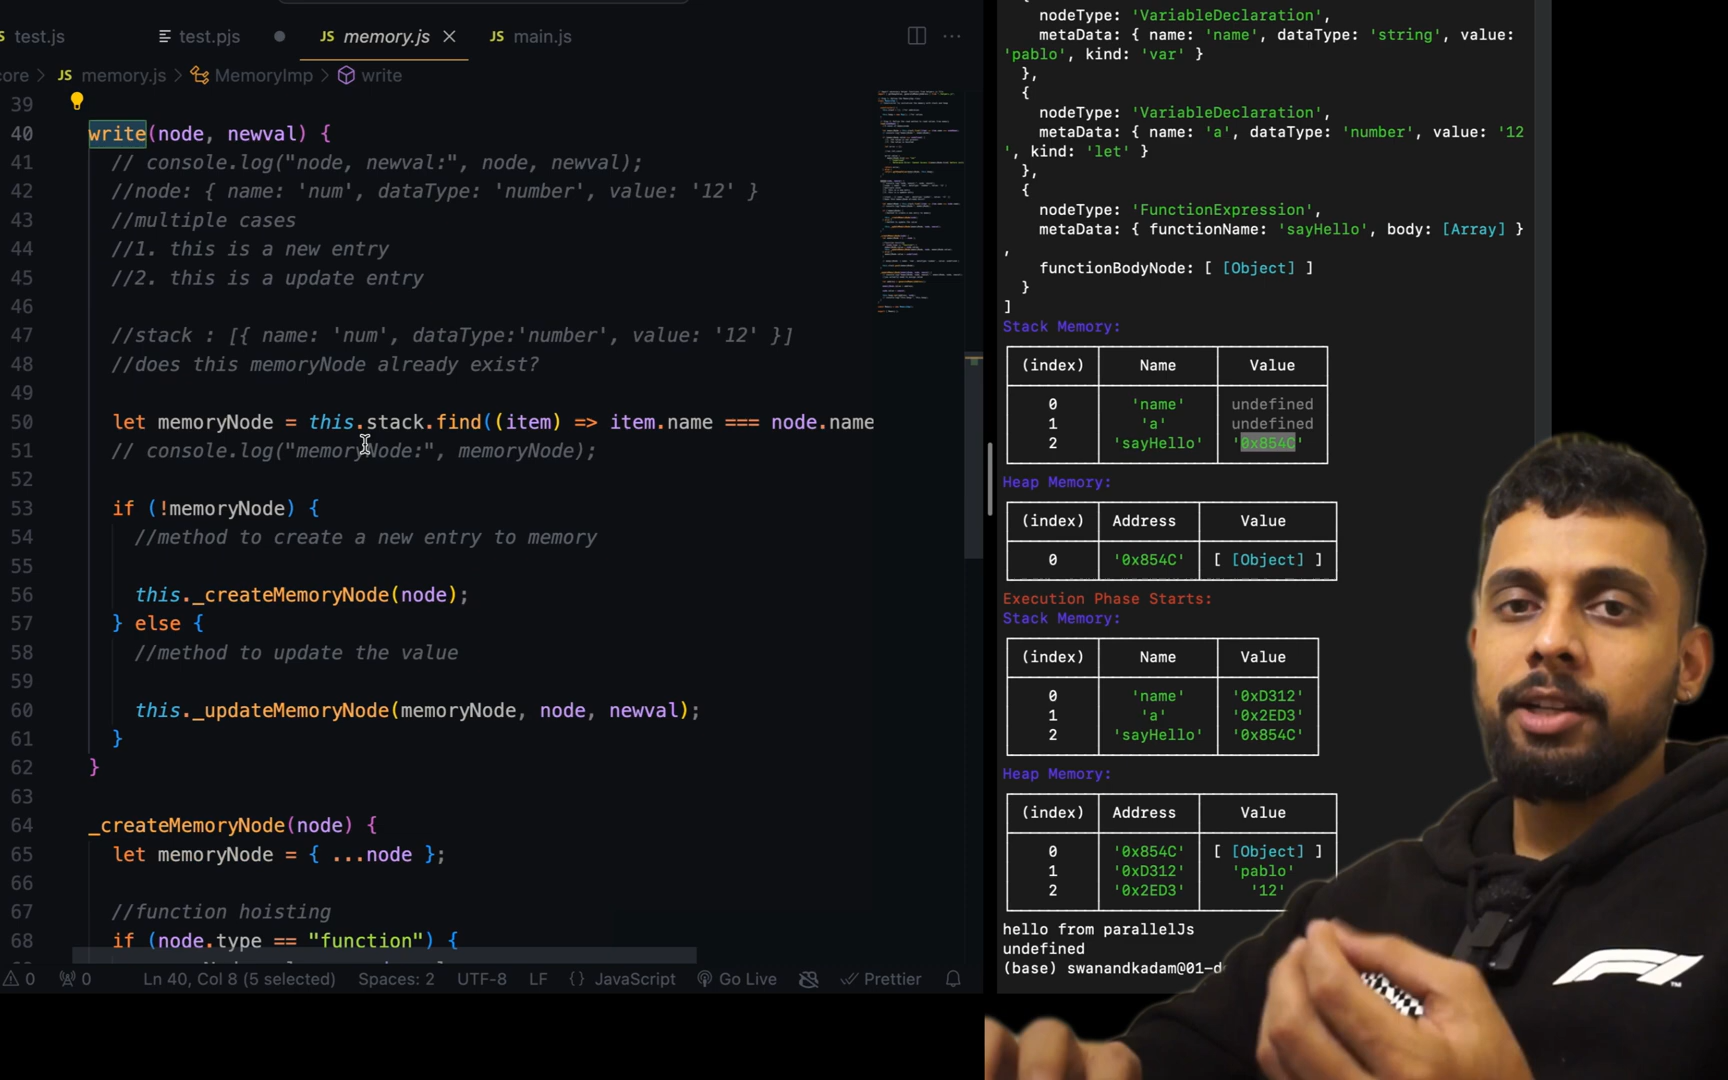 test.js
test.pjs
JS memory.js
JS main.js
core > JS memory.js > MemoryImp > write
39
40 write(node, newval) {
41 // console.log("node, newval:", node, newval);
42 //node: { name: 'num', dataType: 'number', value: '12' }
43 //multiple cases
44 //1. this is a new entry
45 //2. this is a update entry
46
47 //stack : [{ name: 'num', dataType:'number', value: '12' }]
48 //does this memoryNode already exist?
49
50 let memoryNode = this.stack.find((item) => item.name === node.name
51 // console.log("memoryNode:", memoryNode);
52
53 if (!memoryNode) {
54 //method to create a new entry to memory
55
56 this._createMemoryNode(node);
57 } else {
58 //method to update the value
59
60 this._updateMemoryNode(memoryNode, node, newval);
61 }
62 }
63
64 _createMemoryNode(node) {
65 let memoryNode = { ...node };
66
67 //function hoisting
68 if (node.type == "function") {
0 0 Ln 40, Col 8 (5 selected) Spaces: 2 UTF-8 LF {} JavaScript Go Live Prettier
{
nodeType: 'VariableDeclaration',
metaData: { name: 'name', dataType: 'string', value:
'pablo', kind: 'var' }
},
{
nodeType: 'VariableDeclaration',
metaData: { name: 'a', dataType: 'number', value: '12
', kind: 'let' }
},
{
nodeType: 'FunctionExpression',
metaData: { functionName: 'sayHello', body: [Array] }
,
functionBodyNode: [ [Object] ]
}
]
Stack Memory:
(index) Name Value
0 'name' undefined
1 'a' undefined
2 'sayHello' '0x854C'
Heap Memory:
(index) Address Value
0 '0x854C' [ [Object] ]
Execution Phase Starts:
Stack Memory:
(index) Name Value
0 'name' '0xD312'
1 'a' '0x2ED3'
2 'sayHello' '0x854C'
Heap Memory:
(index) Address Value
0 '0x854C' [ [Object] ]
1 '0xD312' 'pablo'
2 '0x2ED3' '12'
hello from parallelJs
undefined
(base) swanandkadam@01-d
F1